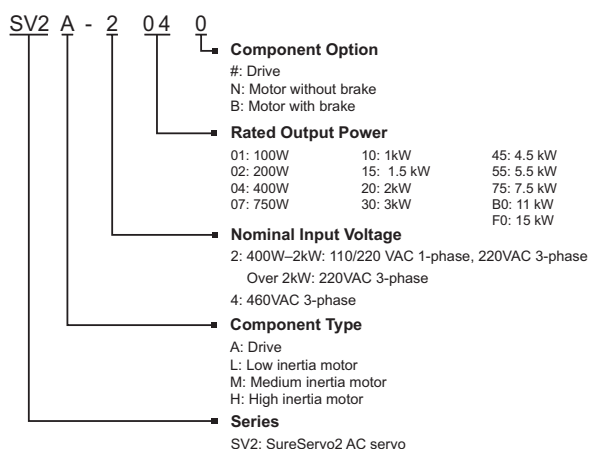 SV2 A - 2 04 0
Component Option
#: Drive
N: Motor without brake
B: Motor with brake
Rated Output Power
01: 100W 10: 1kW 45: 4.5 kW
02: 200W 15: 1.5 kW 55: 5.5 kW
04: 400W 20: 2kW 75: 7.5 kW
07: 750W 30: 3kW B0: 11 kW
F0: 15 kW
Nominal Input Voltage
2: 400W–2kW: 110/220 VAC 1-phase, 220VAC 3-phase
Over 2kW: 220VAC 3-phase
4: 460VAC 3-phase
Component Type
A: Drive
L: Low inertia motor
M: Medium inertia motor
H: High inertia motor
Series
SV2: SureServo2 AC servo